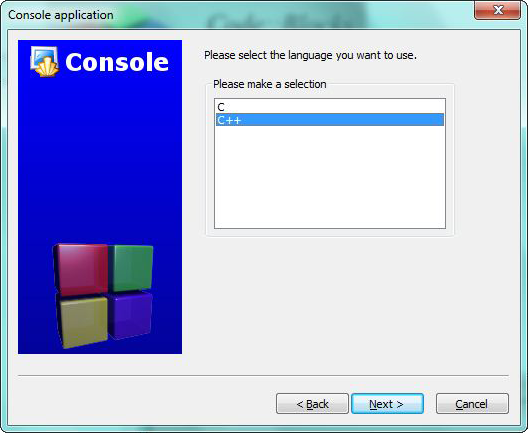 Console application
Console
Please select the language you want to use.
Please make a selection
C
C++
< Back
Next >
Cancel